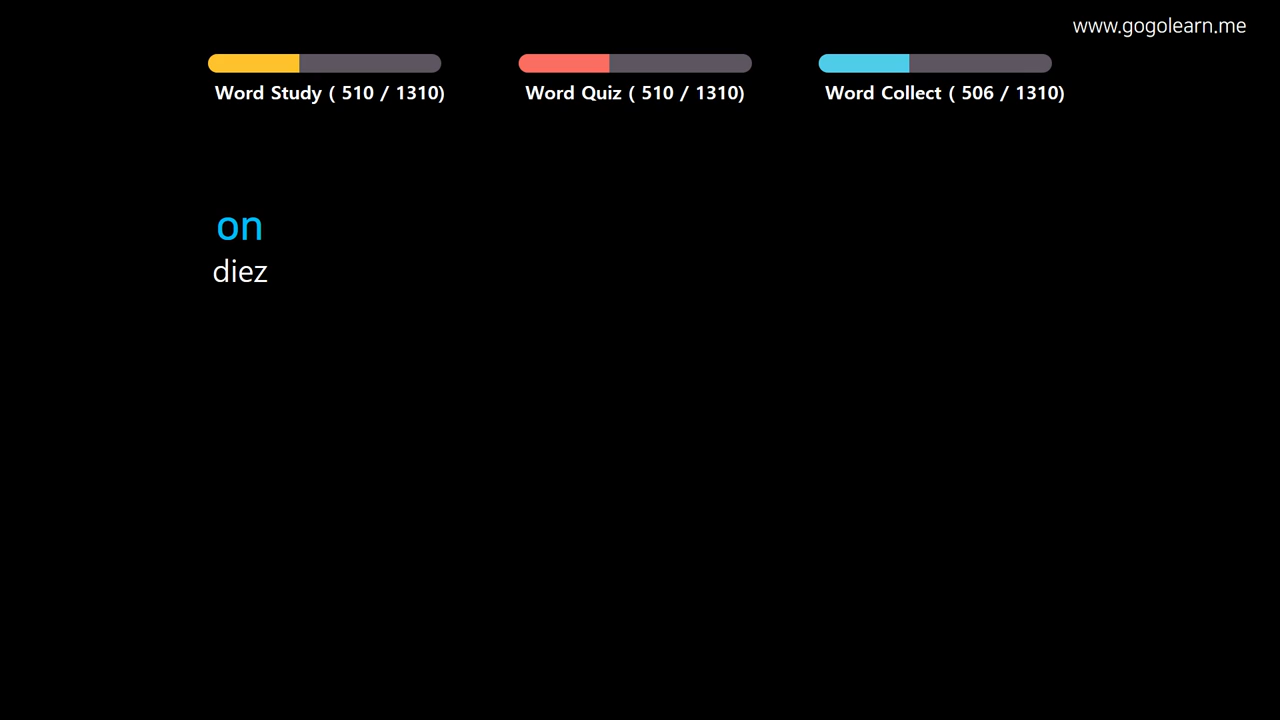 www.gogolearn.me
Word Study ( 510 / 1310)
Word Quiz ( 510 / 1310)
Word Collect ( 506 / 1310)
on
diez